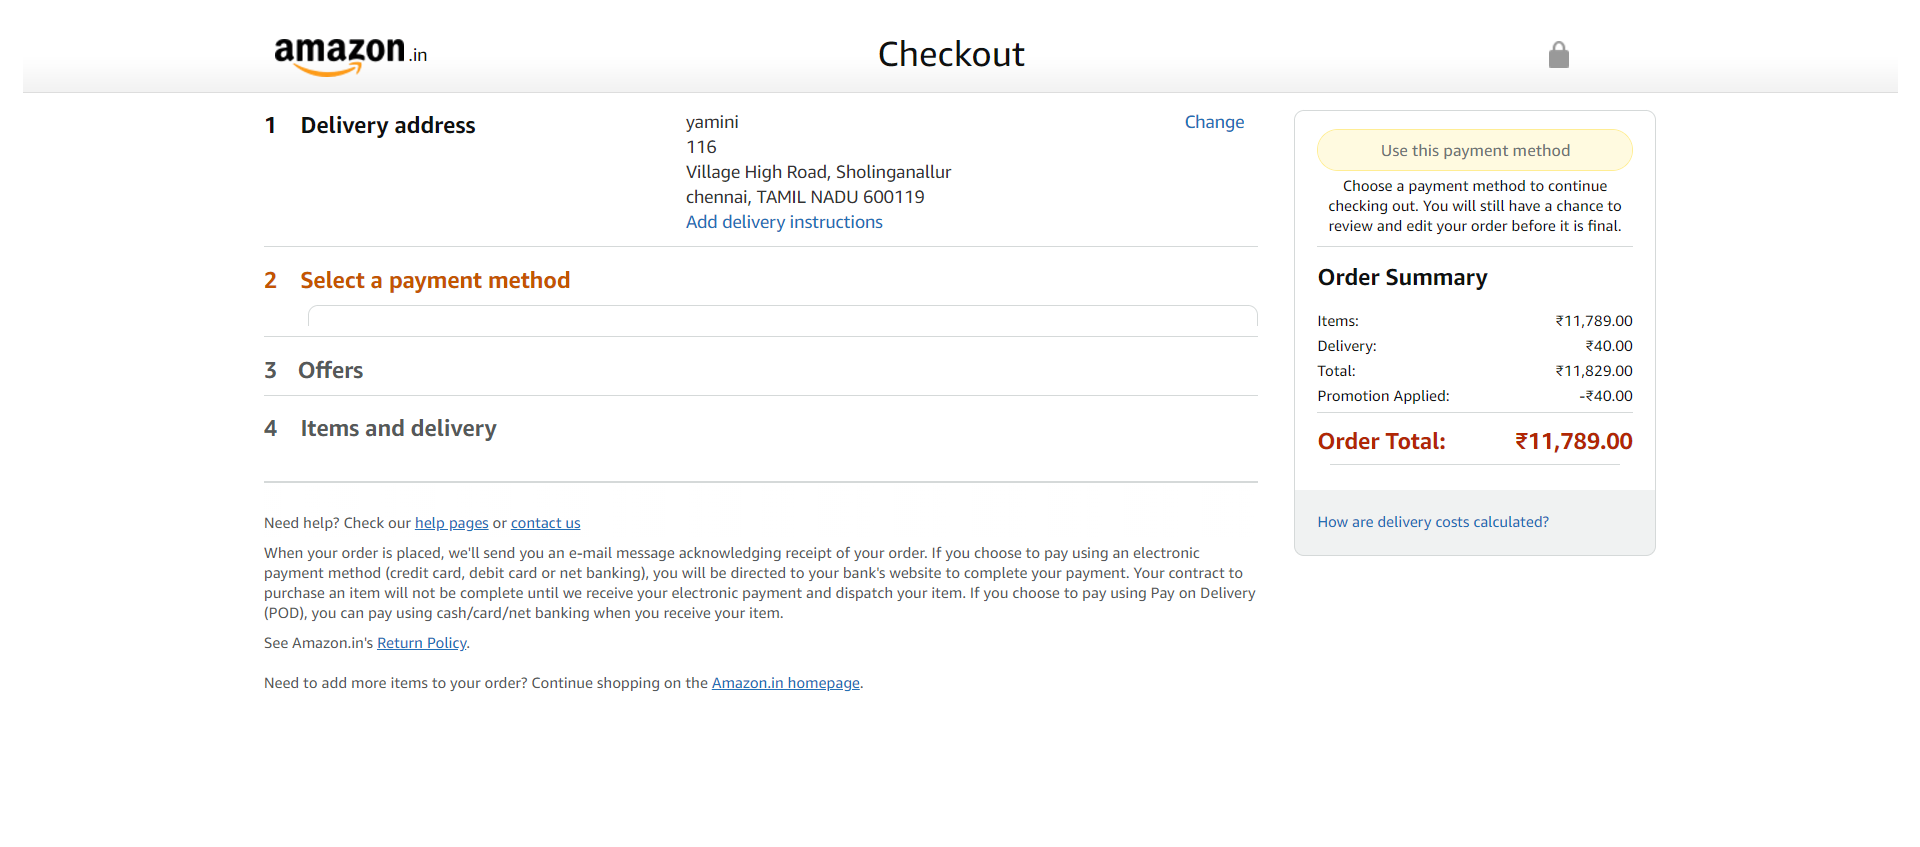 amazon.in
Checkout
1 Delivery address
yamini
116
Village High Road, Sholinganallur
chennai, TAMIL NADU 600119
Add delivery instructions
Change
2 Select a payment method
3 Offers
4 Items and delivery
Need help? Check our help pages or contact us
When your order is placed, we'll send you an e-mail message acknowledging receipt of your order. If you choose to pay using an electronic
payment method (credit card, debit card or net banking), you will be directed to your bank's website to complete your payment. Your contract to
purchase an item will not be complete until we receive your electronic payment and dispatch your item. If you choose to pay using Pay on Delivery
(POD), you can pay using cash/card/net banking when you receive your item.
See Amazon.in's Return Policy.
Need to add more items to your order? Continue shopping on the Amazon.in homepage.
Use this payment method
Choose a payment method to continue
checking out. You will still have a chance to
review and edit your order before it is final.
Order Summary
Items: ₹11,789.00
Delivery: ₹40.00
Total: ₹11,829.00
Promotion Applied: -₹40.00
Order Total: ₹11,789.00
How are delivery costs calculated?